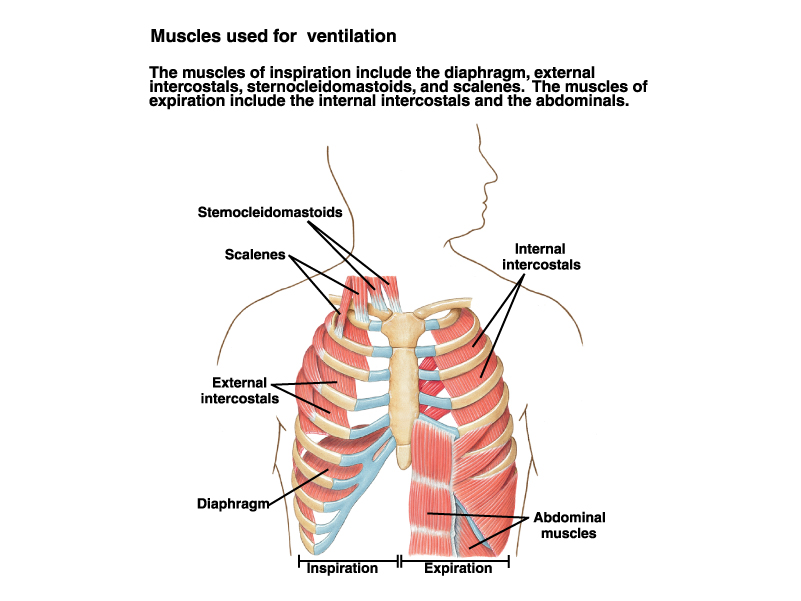 Muscles used for ventilation
The muscles of inspiration include the diaphragm, external
intercostals, sternocleidomastoids, and scalenes. The muscles of
expiration include the internal intercostals and the abdominals.
Sternocleidomastoids
Scalenes
Internal
intercostals
External
intercostals
Diaphragm
Abdominal
muscles
Inspiration
Expiration